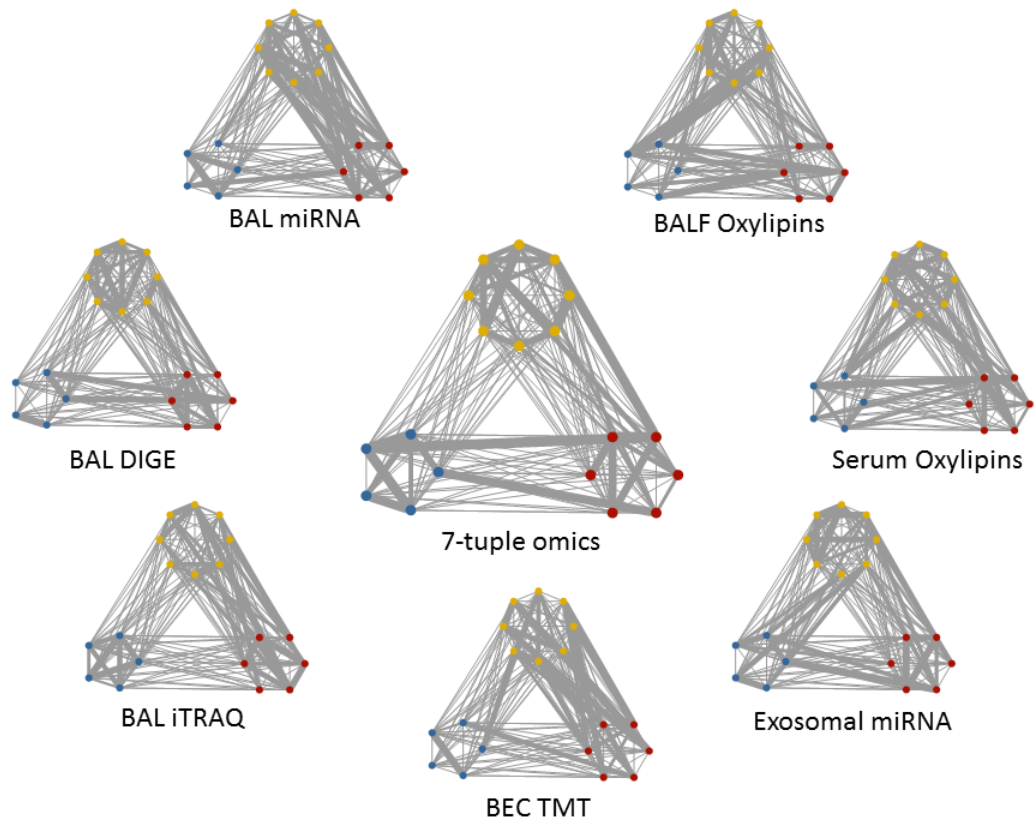 BAL miRNA
BALF Oxylipins
BAL DIGE
Serum Oxylipins
7-tuple omics
BAL iTRAQ
Exosomal miRNA
BEC TMT